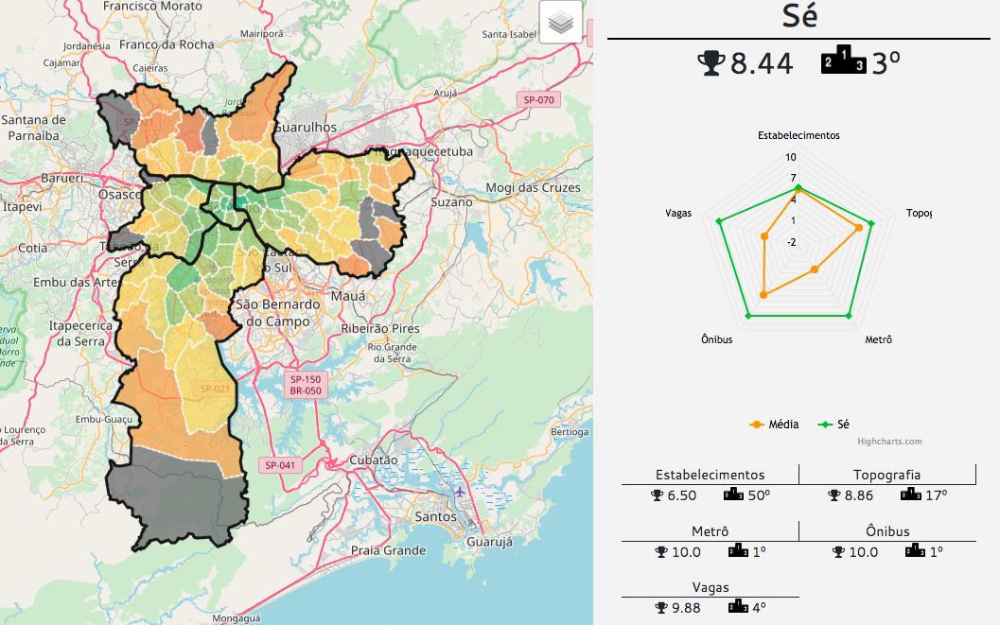 Francisco Morato
Mairiporã
Santa Isabel
Jordanésia
Franco da Rocha
Cajamar
Caieiras
Arujá
SP-070
Santana de
Parnaíba
SP-021
Guarulhos
Itaquaquecetuba
Barueri
Osasco
Mogi das Cruzes
Suzano
Itapevi
Cotia
Taboão da
Serra
São Caetano
do Sul
Embu das Artes
Mauá
São Bernardo
do Campo
Itapecerica
da Serra
Ribeirão Pires
Rio Grande
da Serra
SP-150
BR-050
SP-021
Embu-Guaçu
o Lourenço
da Serra
Bertioga
SP-041
Cubatão
Santos
Guarujá
Praia Grande
Mongaguá
Sé
8.44 2 1 3 3º
Estabelecimentos
10
7
4
1
-2
Vagas
Topog
Ônibus
Metrô
Média Sé
Highcharts.com
Estabelecimentos Topografia
6.50 50º 8.86 17º
Metrô Ônibus
10.0 1º 10.0 1º
Vagas
9.88 4º